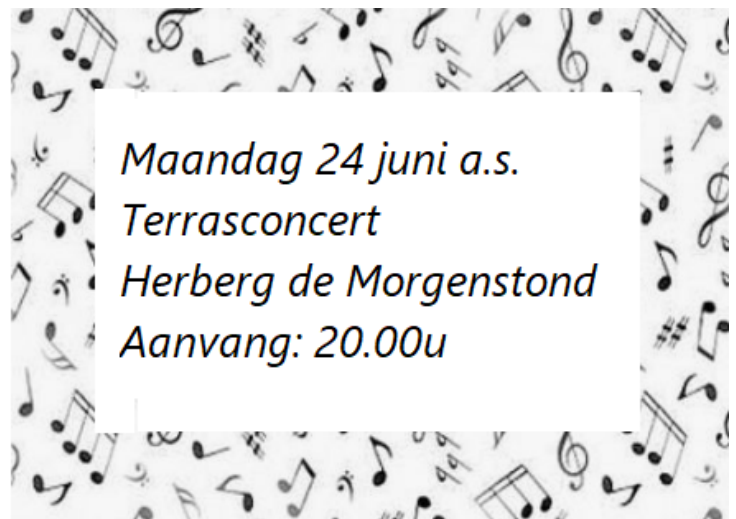 Maandag 24 juni a.s.
Terrasconcert
Herberg de Morgenstond
Aanvang: 20.00u